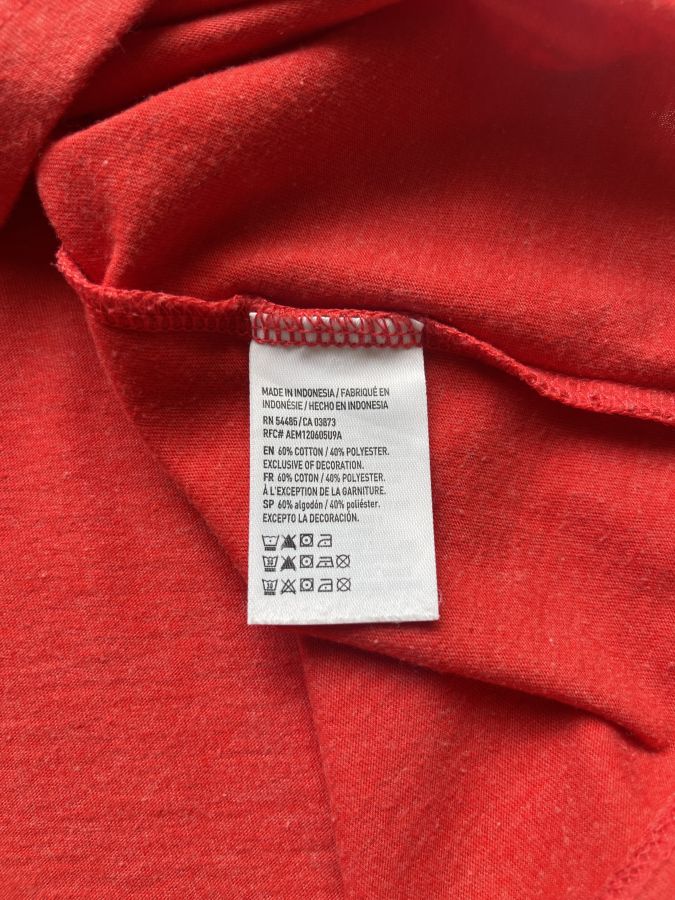 MADE IN INDONESIA / FABRIQUÉ EN
INDONÉSIE / HECHO EN INDONESIA
RN 54485 / CA 03873
RFC# AEM120605U9A
EN 60% COTTON / 40% POLYESTER.
EXCLUSIVE OF DECORATION.
FR 60% COTON / 40% POLYESTER.
À L'EXCEPTION DE LA GARNITURE.
SP 60% algodón / 40% poliéster.
EXCEPTO LA DECORACIÓN.
30
30